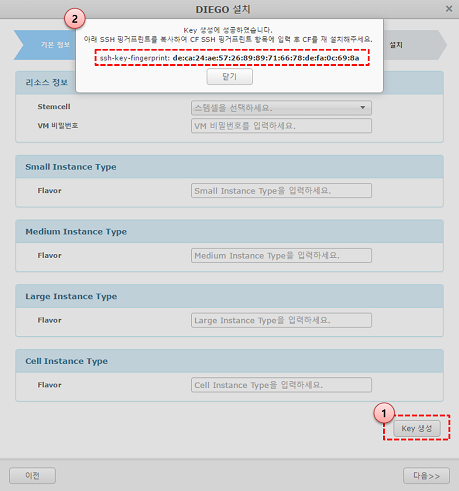 DIEGO 설치
×
2
Key 생성에 성공하였습니다.
아래 SSH 핑거프린트를 복사하여 CF SSH 핑거프린트 항목에 입력 후 CF를 재 설치해주세요.
ssh-key-fingerprint: de:ca:24:ae:57:26:89:89:71:66:78:de:fa:0c:69:8a
닫기
기본 정보
설치
리소스 정보
Stemcell
스템셀을 선택하세요.
VM 비밀번호
VM 비밀번호를 입력하세요.
Small Instance Type
Flavor
Small Instance Type을 입력하세요.
Medium Instance Type
Flavor
Medium Instance Type을 입력하세요.
Large Instance Type
Flavor
Large Instance Type을 입력하세요.
Cell Instance Type
Flavor
Cell Instance Type을 입력하세요.
1
Key 생성
이전
다음>>